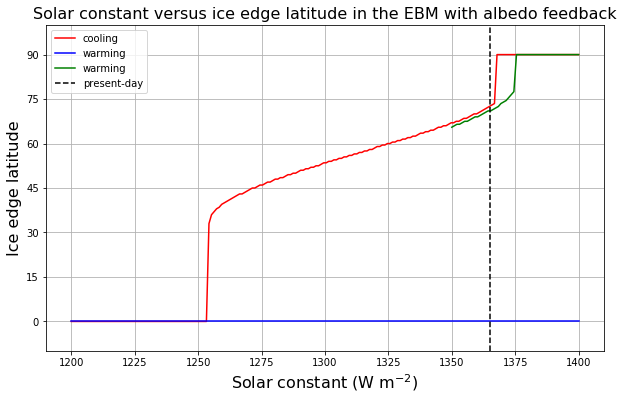 Solar constant versus ice edge latitude in the EBM with albedo feedback
cooling
warming
warming
present-day
90
75
60
45
30
15
0
Ice edge latitude
1200 1225 1250 1275 1300 1325 1350 1375 1400
Solar constant (W m⁻²)